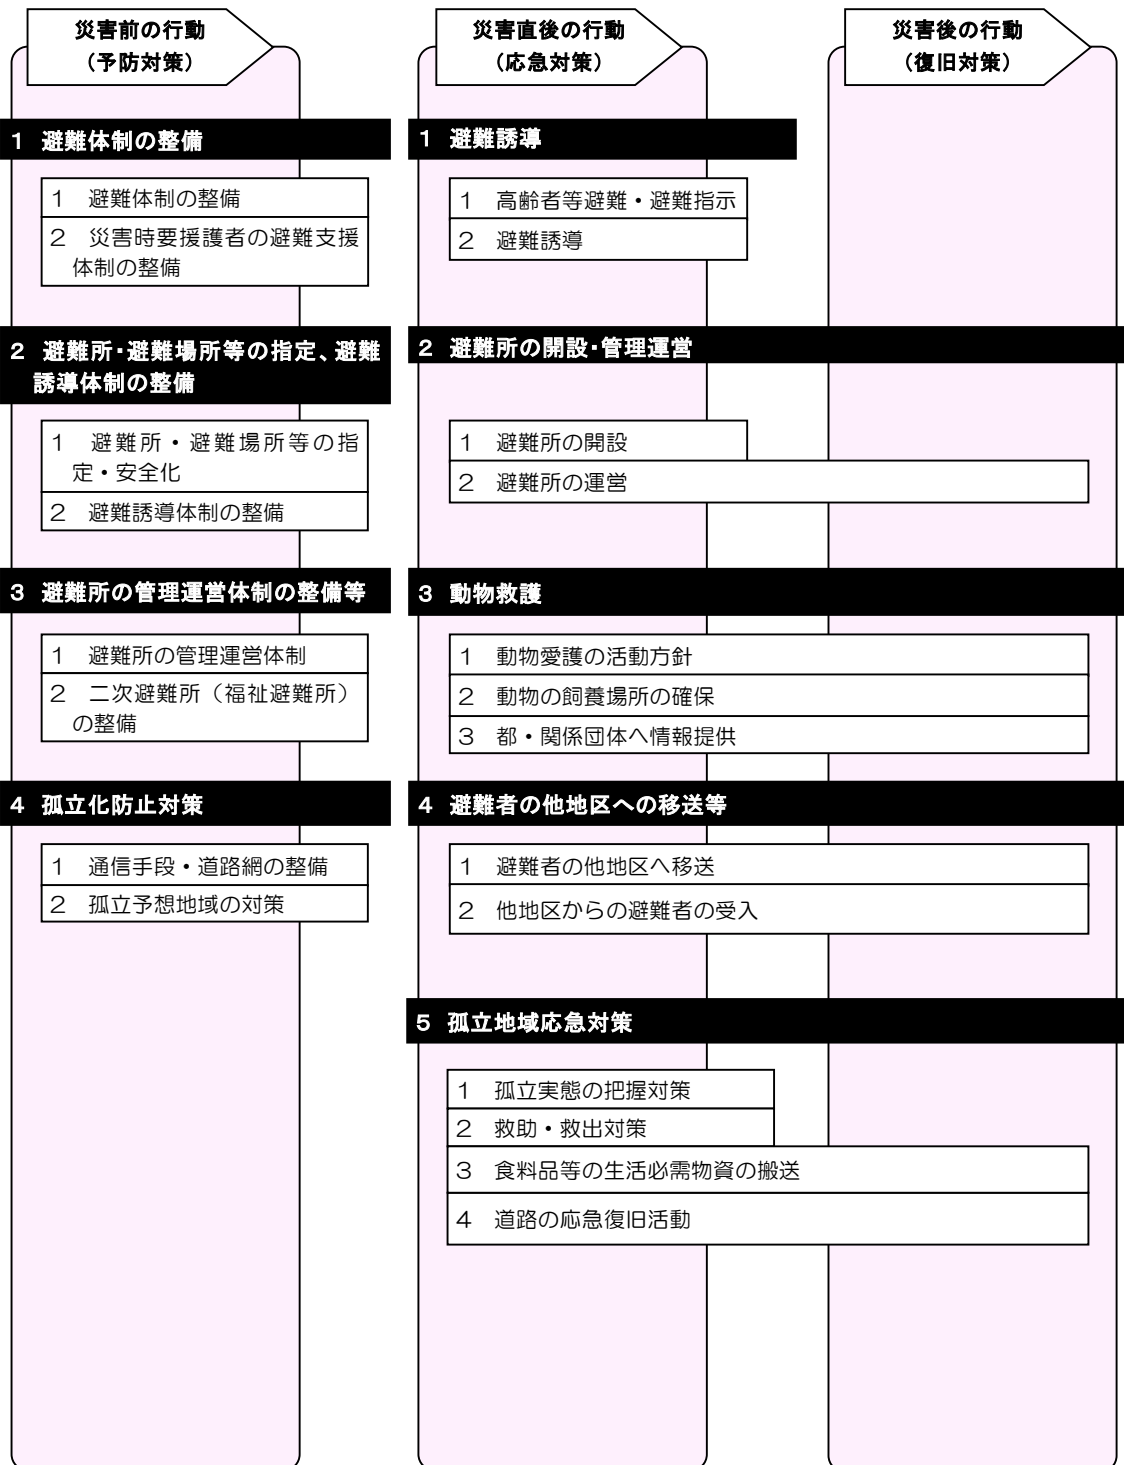 災害前の行動
（予防対策）
災害直後の行動
（応急対策）
災害後の行動
（復旧対策）
1 避難体制の整備
1 避難体制の整備
2 災害時要援護者の避難支援
体制の整備
2 避難所・避難場所等の指定、避難
誘導体制の整備
1 避難所・避難場所等の指
定・安全化
2 避難誘導体制の整備
3 避難所の管理運営体制の整備等
1 避難所の管理運営体制
2 二次避難所（福祉避難所）
の整備
4 孤立化防止対策
1 通信手段・道路網の整備
2 孤立予想地域の対策
1 避難誘導
1 高齢者等避難・避難指示
2 避難誘導
2 避難所の開設・管理運営
1 避難所の開設
2 避難所の運営
3 動物救護
1 動物愛護の活動方針
2 動物の飼養場所の確保
3 都・関係団体へ情報提供
4 避難者の他地区への移送等
1 避難者の他地区へ移送
2 他地区からの避難者の受入
5 孤立地域応急対策
1 孤立実態の把握対策
2 救助・救出対策
3 食料品等の生活必需物資の搬送
4 道路の応急復旧活動